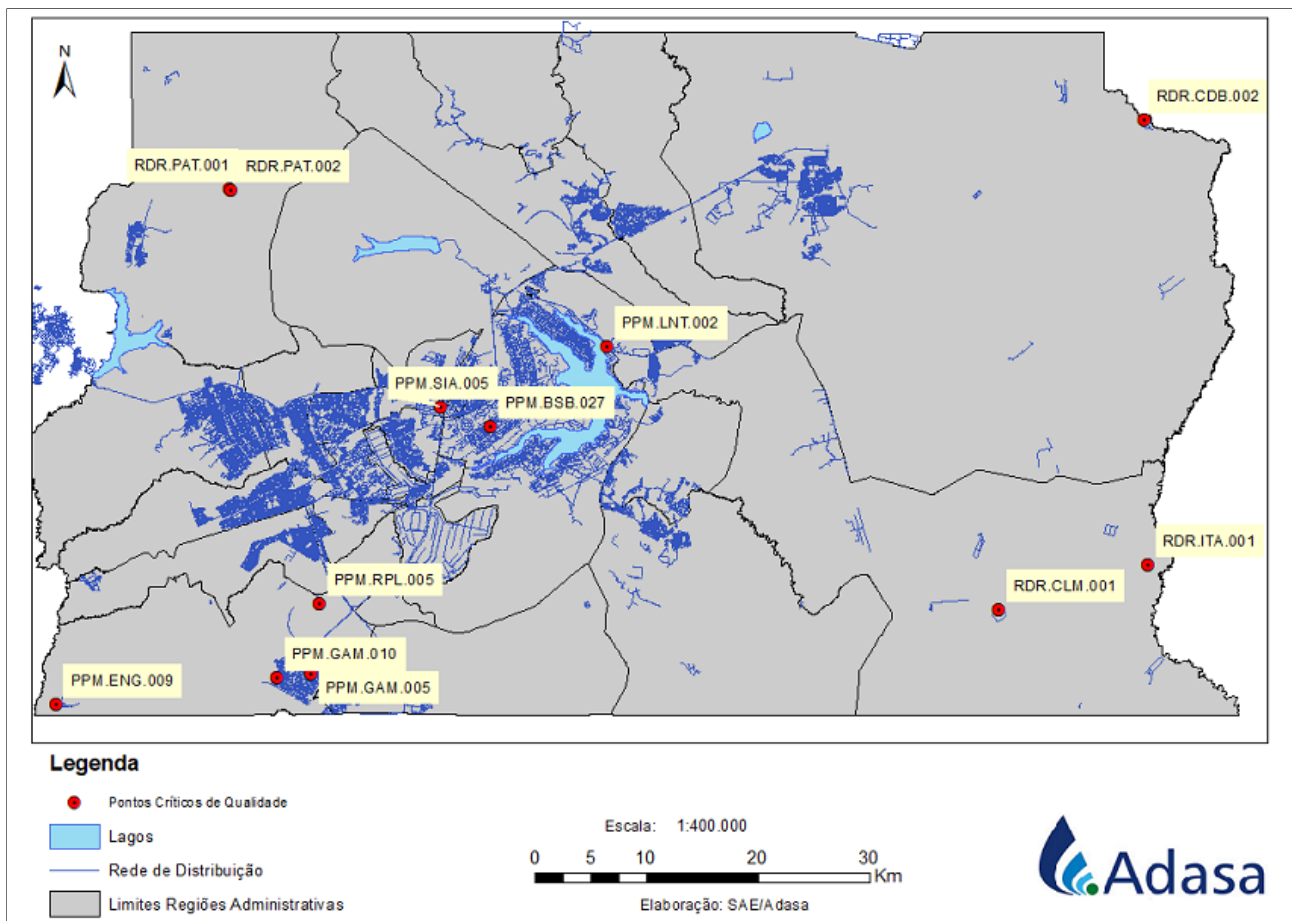 N
RDR.CDB.002
RDR.PAT.001
RDR.PAT.002
PPM.LNT.002
PPM.SIA.005
PPM.BSB.027
RDR.ITA.001
PPM.RPL.005
RDR.CLM.001
PPM.GAM.010
PPM.ENG.009
PPM.GAM.005
Legenda
Pontos Críticos de Qualidade
Lagos
Rede de Distribuição
Limites Regiões Administrativas
Escala: 1:400.000
0 5 10 20 30
Km
Elaboração: SAE/Adasa
Adasa